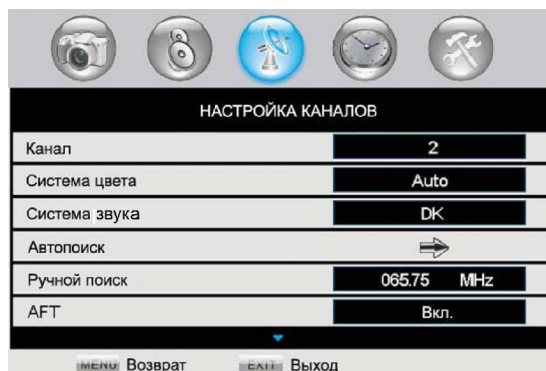 НАСТРОЙКА КАНАЛОВ
Канал 2
Система цвета Auto
Система звука DK
Автопоиск
Ручной поиск 065.75 MHz
AFT Вкл.
MENU Возврат EXIT Выход